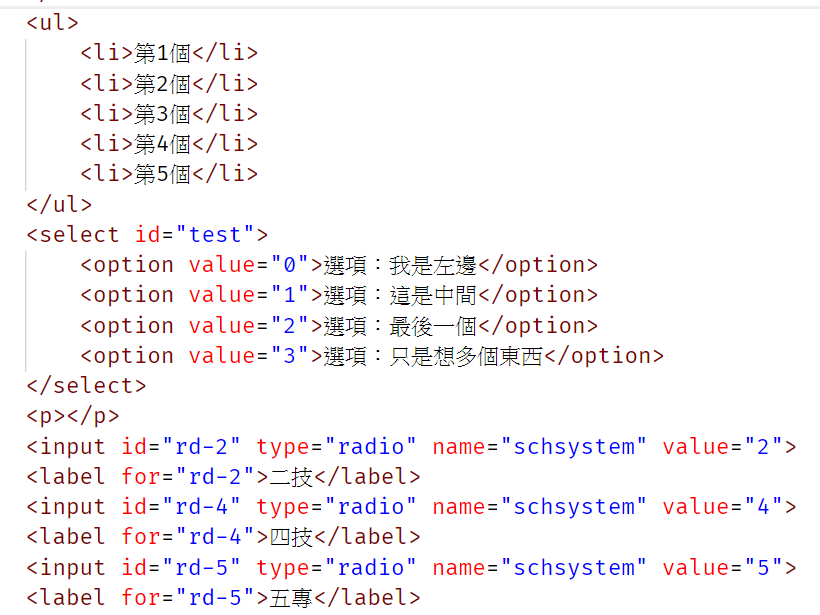 <ul>
<li>第1個</li>
<li>第2個</li>
<li>第3個</li>
<li>第4個</li>
<li>第5個</li>
</ul>
<select id="test">
<option value="0">選項：我是左邊</option>
<option value="1">選項：這是中間</option>
<option value="2">選項：最後一個</option>
<option value="3">選項：只是想多個東西</option>
</select>
<p></p>
<input id="rd-2" type="radio" name="schsystem" value="2">
<label for="rd-2">二技</label>
<input id="rd-4" type="radio" name="schsystem" value="4">
<label for="rd-4">四技</label>
<input id="rd-5" type="radio" name="schsystem" value="5">
<label for="rd-5">五專</label>